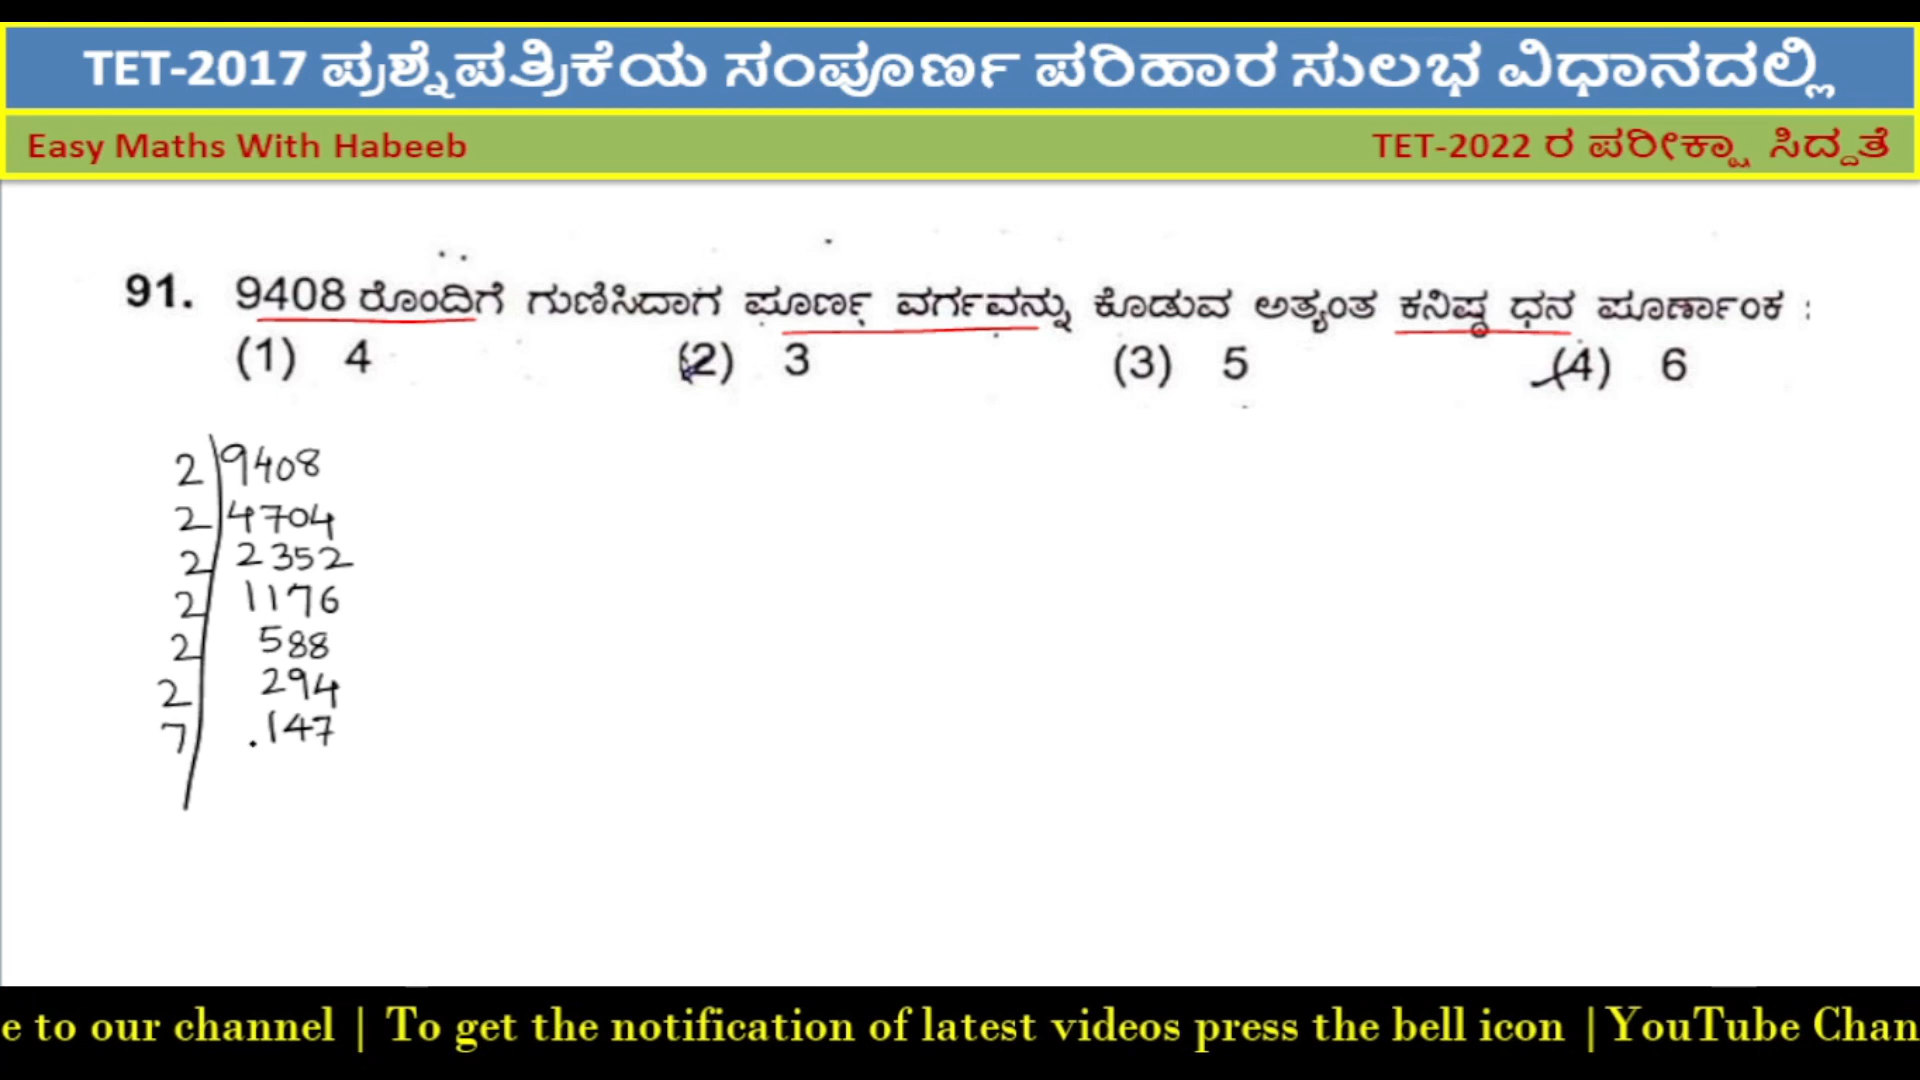 TET-2017 ಪ್ರಶ್ನೆಪತ್ರಿಕೆಯ ಸಂಪೂರ್ಣ ಪರಿಹಾರ ಸುಲಭ ವಿಧಾನದಲ್ಲಿ
Easy Maths With Habeeb TET-2022 ರ ಪರೀಕ್ಷಾ ಸಿದ್ದತೆ
91. 9408 ರೊಂದಿಗೆ ಗುಣಿಸಿದಾಗ ಪೂರ್ಣ ವರ್ಗವನ್ನು ಕೊಡುವ ಅತ್ಯಂತ ಕನಿಷ್ಠ ಧನ ಪೂರ್ಣಾಂಕ :
(1) 4 (2) 3 (3) 5 (4) 6
2 9408
2 4704
2 2352
2 1176
2 588
2 294
7 147
e to our channel | To get the notification of latest videos press the bell icon | YouTube Chan